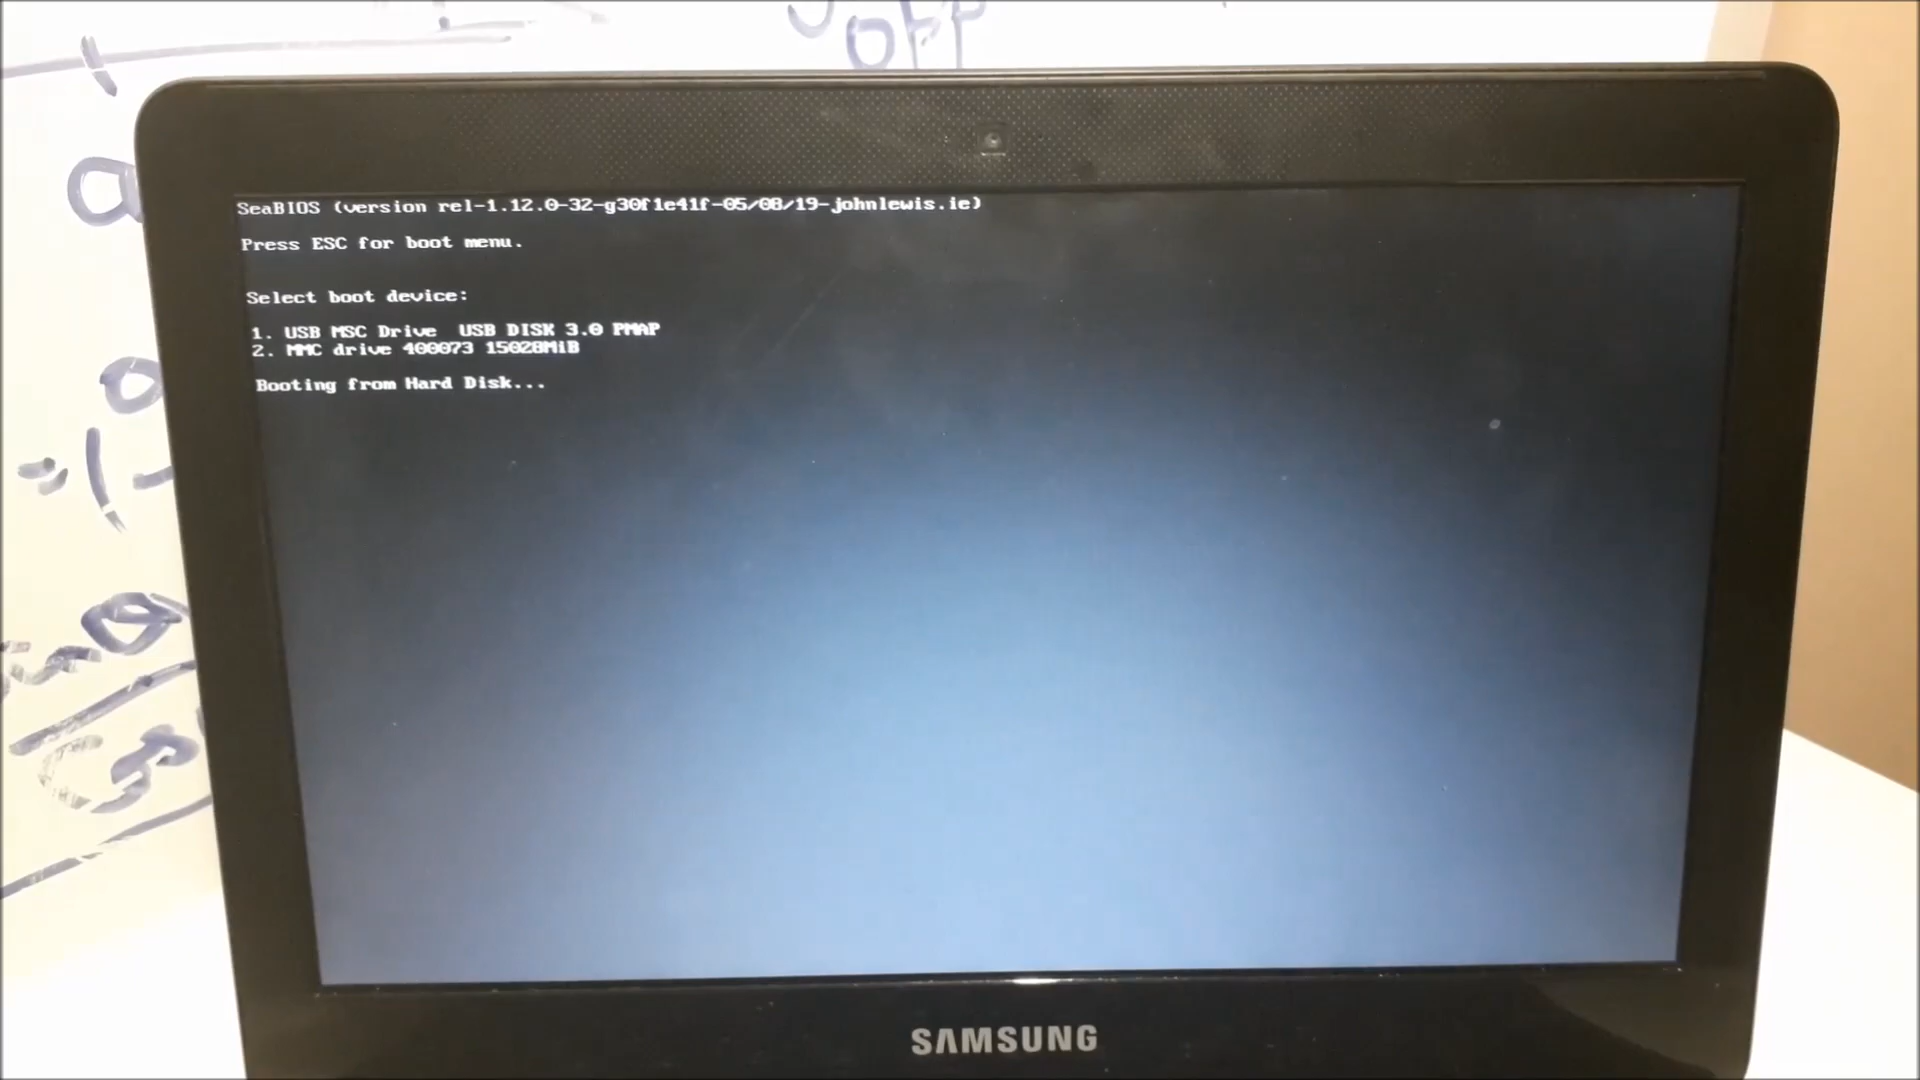 off
SeaBIOS (version rel-1.12.0-32-g30f1e41f-05/08/19-johnlewis.ie)
Press ESC for boot menu.
Select boot device:
1. USB MSC Drive  USB DISK 3.0 PMAP
2. MMC drive 400073 15028MiB
Booting from Hard Disk...
SAMSUNG